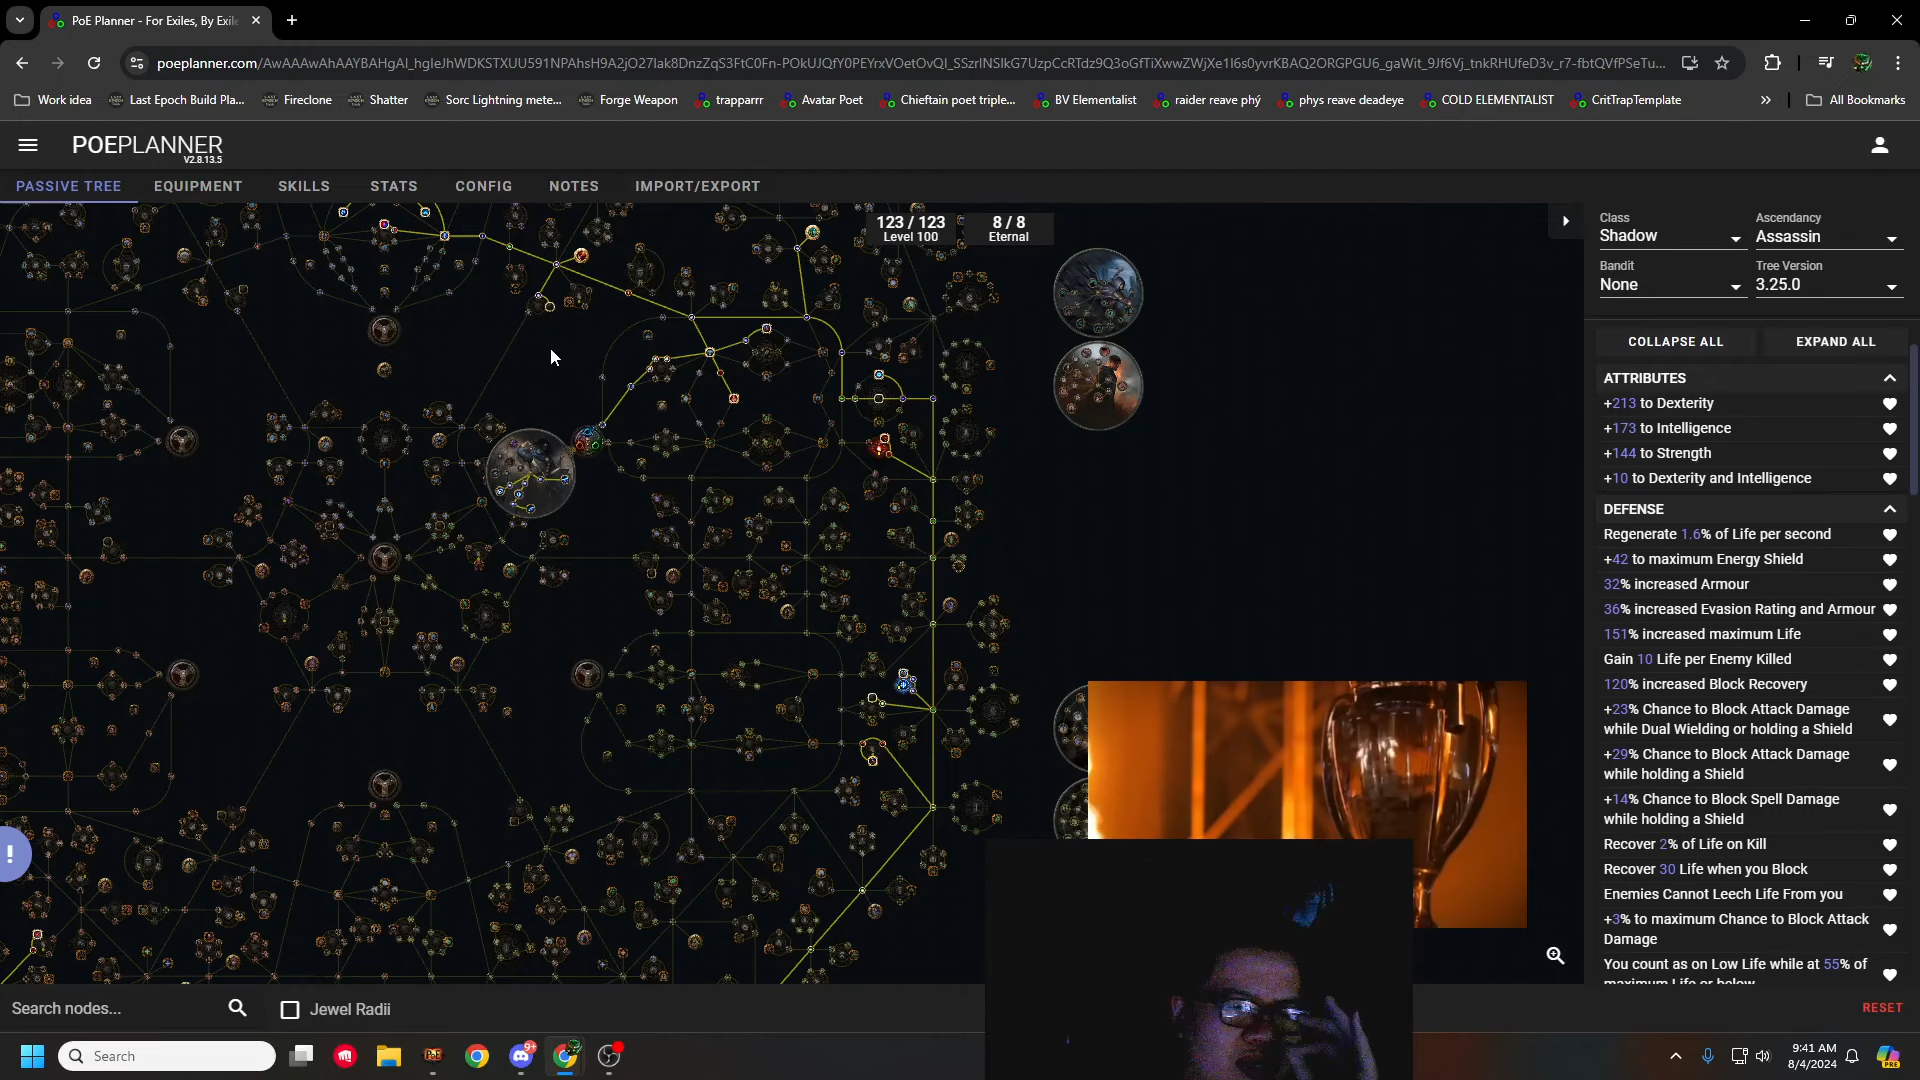 PoE Planner - For Exiles, By Exile
poeplanner.com/
Work idea
Last Epoch Build Pla...
Fireclone
Shatter
Sorc Lightning mete...
Forge Weapon
traparrr
Avatar Poet
Chieftain poet triple...
BV Elementalist
raider reave phý
phys reave deadeye
COLD ELEMENTALIST
CritTrapTemplate
All Bookmarks
POEPLANNER
V2.8.13.5
PASSIVE TREE
EQUIPMENT
SKILLS
STATS
CONFIG
NOTES
IMPORT/EXPORT
123 / 123
Level 100
8 / 8
Eternal
Class
Shadow
Ascendancy
Assassin
Bandit
None
Tree Version
3.25.0
COLLAPSE ALL
EXPAND ALL
ATTRIBUTES
+213 to Dexterity
+173 to Intelligence
+144 to Strength
+10 to Dexterity and Intelligence
DEFENSE
Regenerate 1.6% of Life per second
+42 to maximum Energy Shield
32% increased Armour
36% increased Evasion Rating and Armour
151% increased maximum Life
Gain 10 Life per Enemy Killed
120% increased Block Recovery
+23% Chance to Block Attack Damage
while Dual Wielding or holding a Shield
+29% Chance to Block Attack Damage
while holding a Shield
+14% Chance to Block Spell Damage
while holding a Shield
Recover 2% of Life on Kill
Recover 30 Life when you Block
Enemies Cannot Leech Life From you
+3% to maximum Chance to Block Attack
Damage
You count as on Low Life while at 55% of
maximum Life or below
Search nodes...
Jewel Radii
RESET
Search
9+
9:41 AM
8/4/2024
PRE